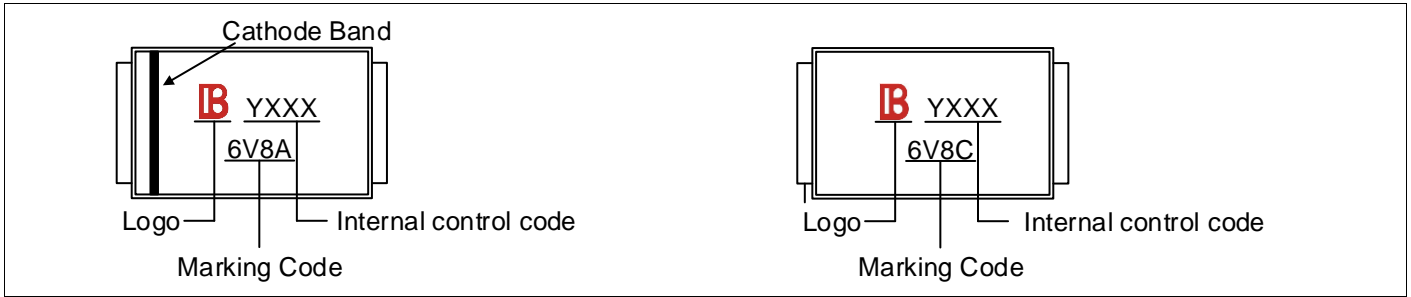 Cathode Band
B YXXX
6V8A
Logo
Internal control code
Marking Code
B YXXX
6V8C
Logo
Internal control code
Marking Code